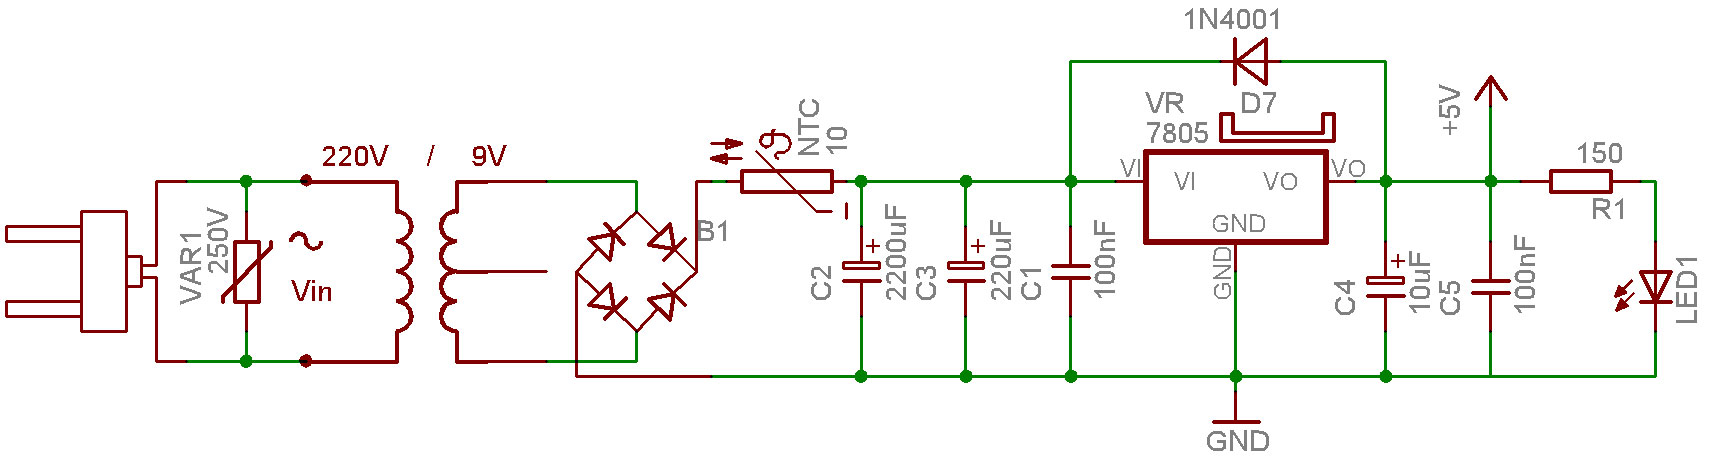 VAR1
250V
Vin
220V / 9V
B1
NTC
10
C2
2200uF
C3
220uF
C1
100nF
1N4001
D7
VR
7805
VI
VI
VO
VO
GND
GND
GND
C4
10uF
C5
100nF
+5V
150
R1
LED1